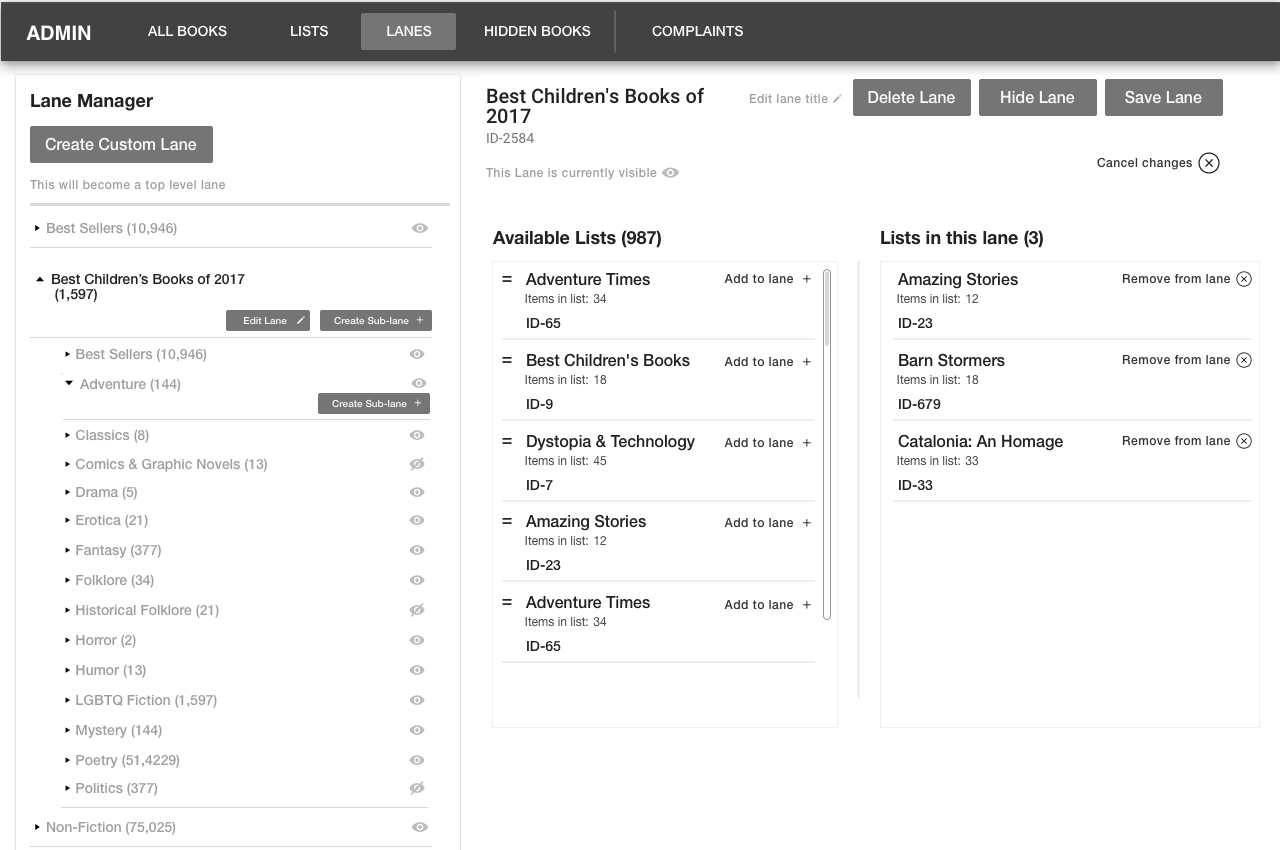 ADMIN ALL BOOKS LISTS LANES HIDDEN BOOKS COMPLAINTS
Lane Manager
Create Custom Lane
This will become a top level lane
Best Sellers (10,946)
Best Children's Books of 2017
(1,597)
Edit Lane Create Sub-lane +
Best Sellers (10,946)
Adventure (144)
Create Sub-lane +
Classics (8)
Comics & Graphic Novels (13)
Drama (5)
Erotica (21)
Fantasy (377)
Folklore (34)
Historical Folklore (21)
Horror (2)
Humor (13)
LGBTQ Fiction (1,597)
Mystery (144)
Poetry (51,4229)
Politics (377)
Non-Fiction (75,025)
Best Children's Books of
2017
ID-2584
Edit lane title
Delete Lane Hide Lane Save Lane
This Lane is currently visible
Cancel changes
Available Lists (987)
= Adventure Times Add to lane +
Items in list: 34
ID-65
= Best Children's Books Add to lane +
Items in list: 18
ID-9
= Dystopia & Technology Add to lane +
Items in list: 45
ID-7
= Amazing Stories Add to lane +
Items in list: 12
ID-23
= Adventure Times Add to lane +
Items in list: 34
ID-65
Lists in this lane (3)
Amazing Stories Remove from lane
Items in list: 12
ID-23
Barn Stormers Remove from lane
Items in list: 18
ID-679
Catalonia: An Homage Remove from lane
Items in list: 33
ID-33